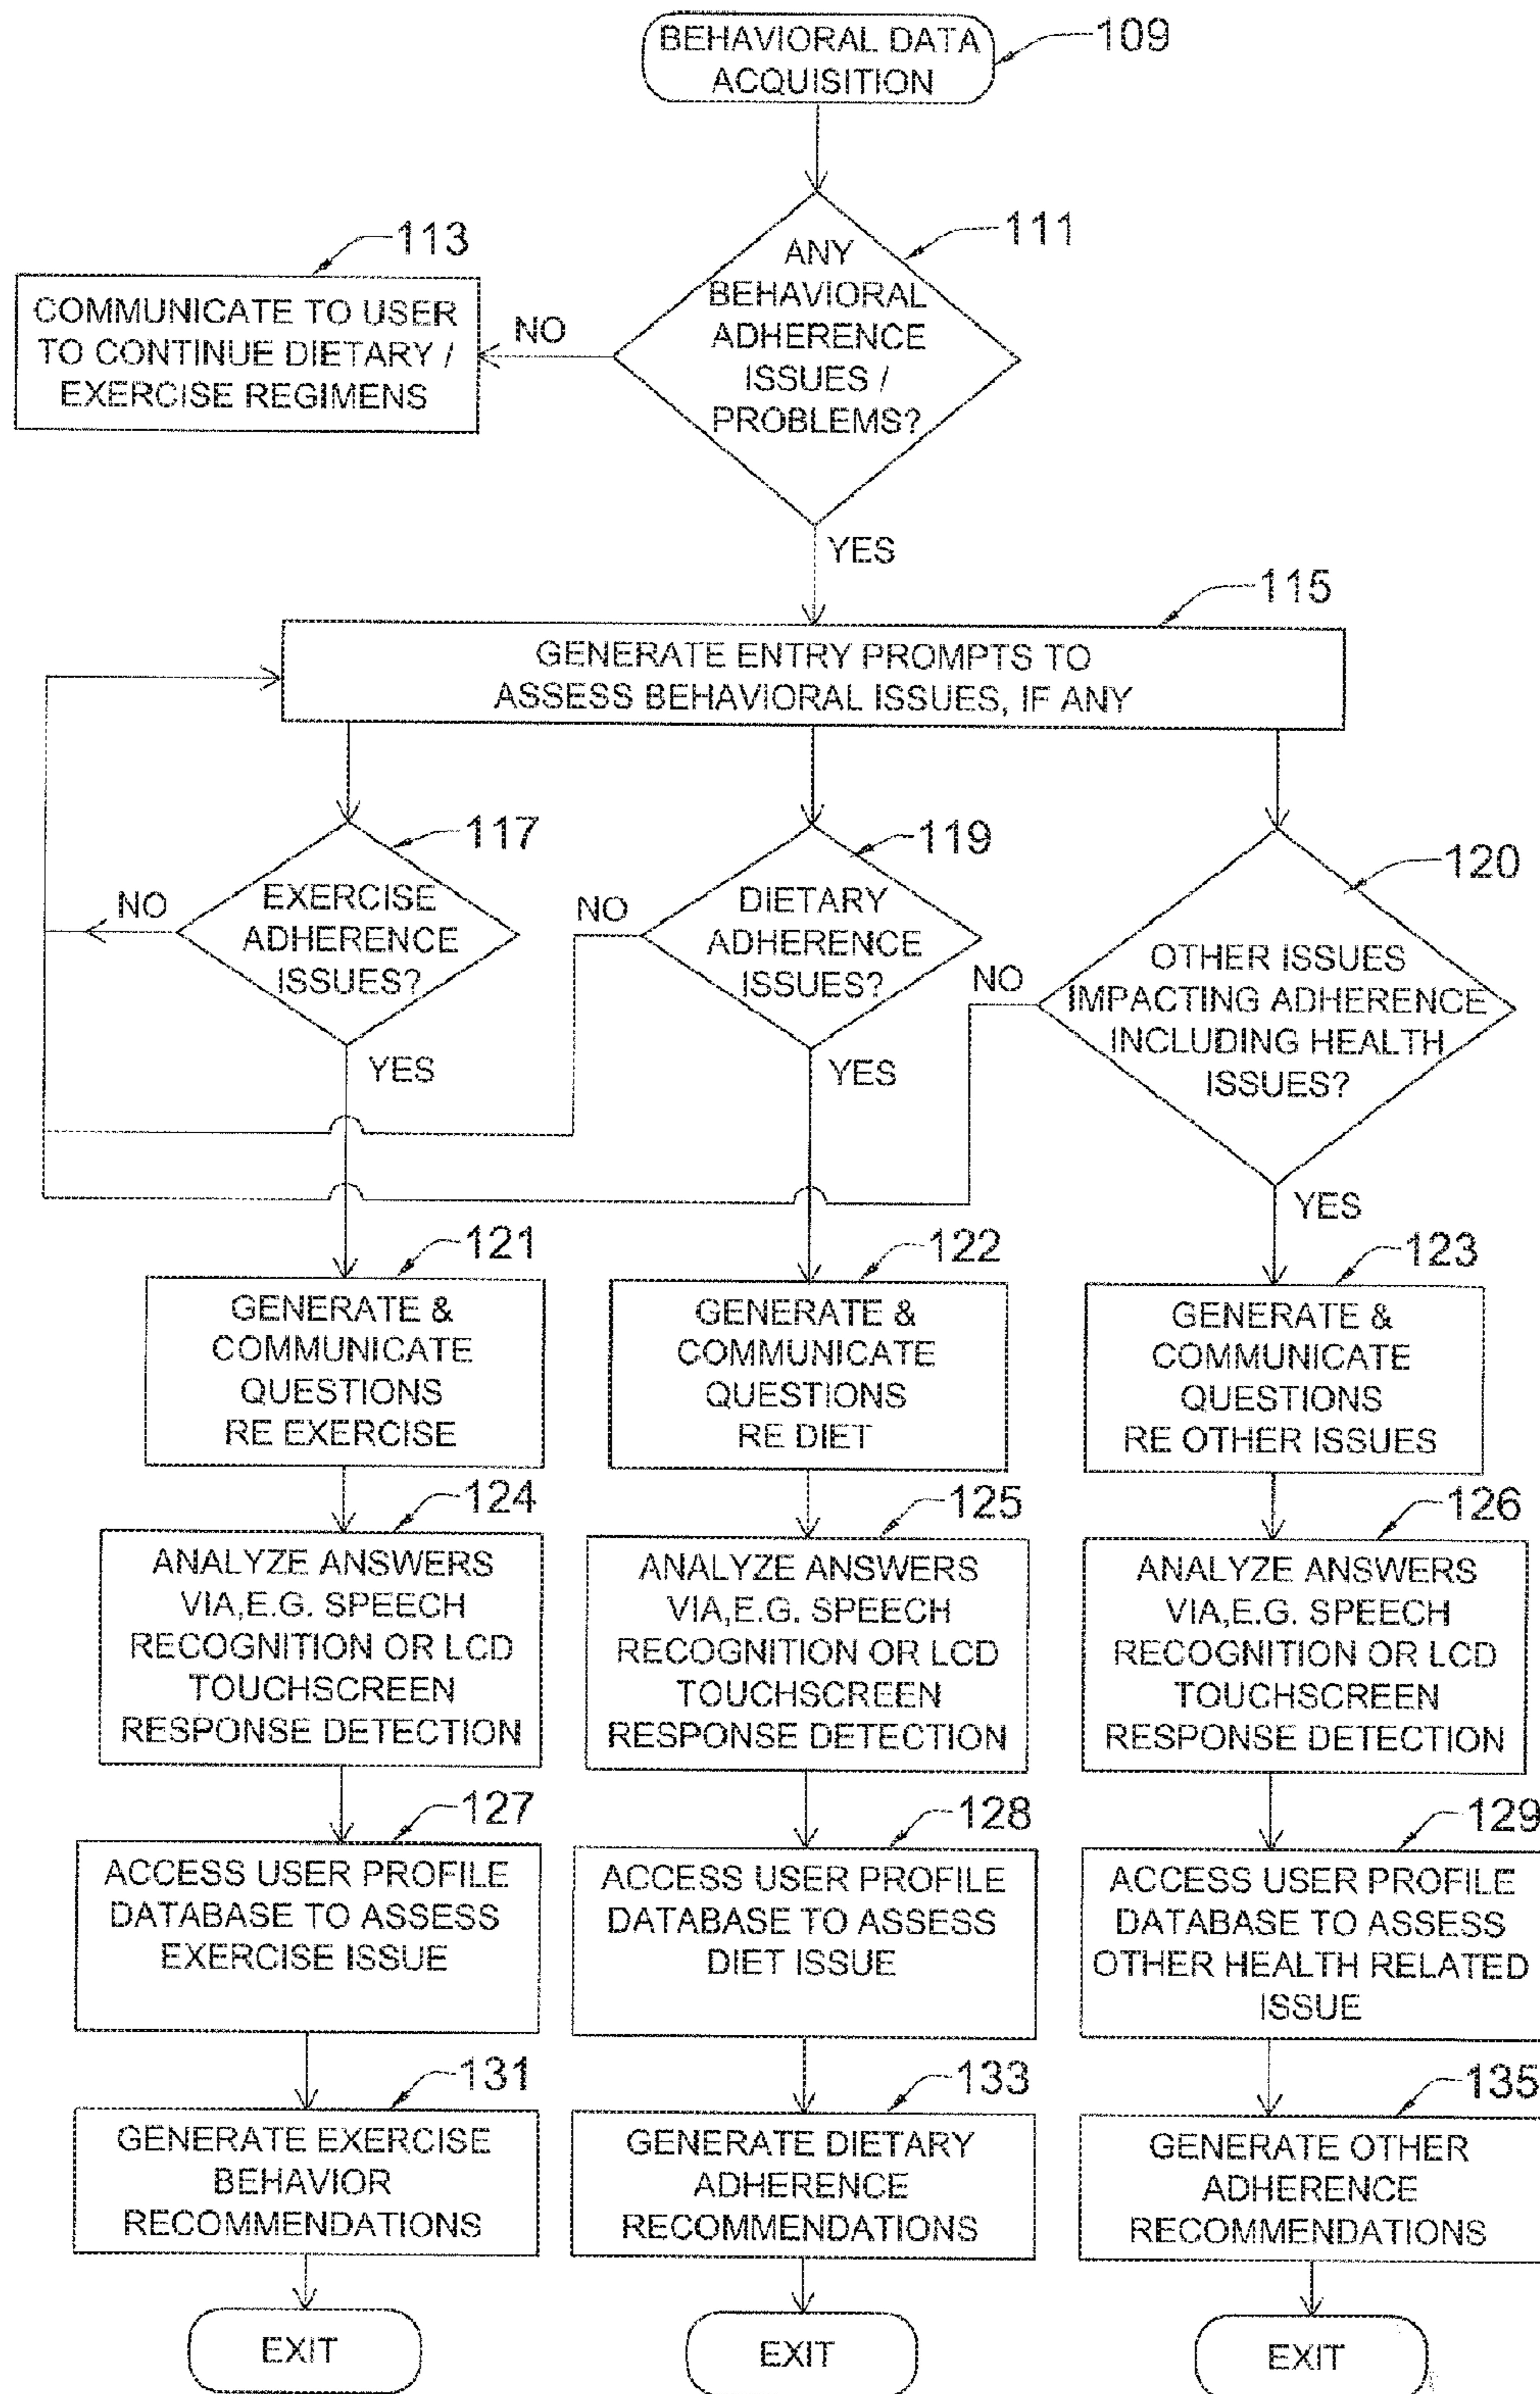 BEHAVIORAL DATA
ACQUISITION
109
ANY
BEHAVIORAL
ADHERENCE
ISSUES /
PROBLEMS?
111
NO
113
COMMUNICATE TO USER
TO CONTINUE DIETARY /
EXERCISE REGIMENS
YES
115
GENERATE ENTRY PROMPTS TO
ASSESS BEHAVIORAL ISSUES, IF ANY
117
EXERCISE
ADHERENCE
ISSUES?
NO
YES
119
DIETARY
ADHERENCE
ISSUES?
NO
YES
120
OTHER ISSUES
IMPACTING ADHERENCE
INCLUDING HEALTH
ISSUES?
NO
YES
121
GENERATE &
COMMUNICATE
QUESTIONS
RE EXERCISE
122
GENERATE &
COMMUNICATE
QUESTIONS
RE DIET
123
GENERATE &
COMMUNICATE
QUESTIONS
RE OTHER ISSUES
124
ANALYZE ANSWERS
VIA,E.G. SPEECH
RECOGNITION OR LCD
TOUCHSCREEN
RESPONSE DETECTION
125
ANALYZE ANSWERS
VIA,E.G. SPEECH
RECOGNITION OR LCD
TOUCHSCREEN
RESPONSE DETECTION
126
ANALYZE ANSWERS
VIA,E.G. SPEECH
RECOGNITION OR LCD
TOUCHSCREEN
RESPONSE DETECTION
127
ACCESS USER PROFILE
DATABASE TO ASSESS
EXERCISE ISSUE
128
ACCESS USER PROFILE
DATABASE TO ASSESS
DIET ISSUE
129
ACCESS USER PROFILE
DATABASE TO ASSESS
OTHER HEALTH RELATED
ISSUE
131
GENERATE EXERCISE
BEHAVIOR
RECOMMENDATIONS
133
GENERATE DIETARY
ADHERENCE
RECOMMENDATIONS
135
GENERATE OTHER
ADHERENCE
RECOMMENDATIONS
EXIT
EXIT
EXIT